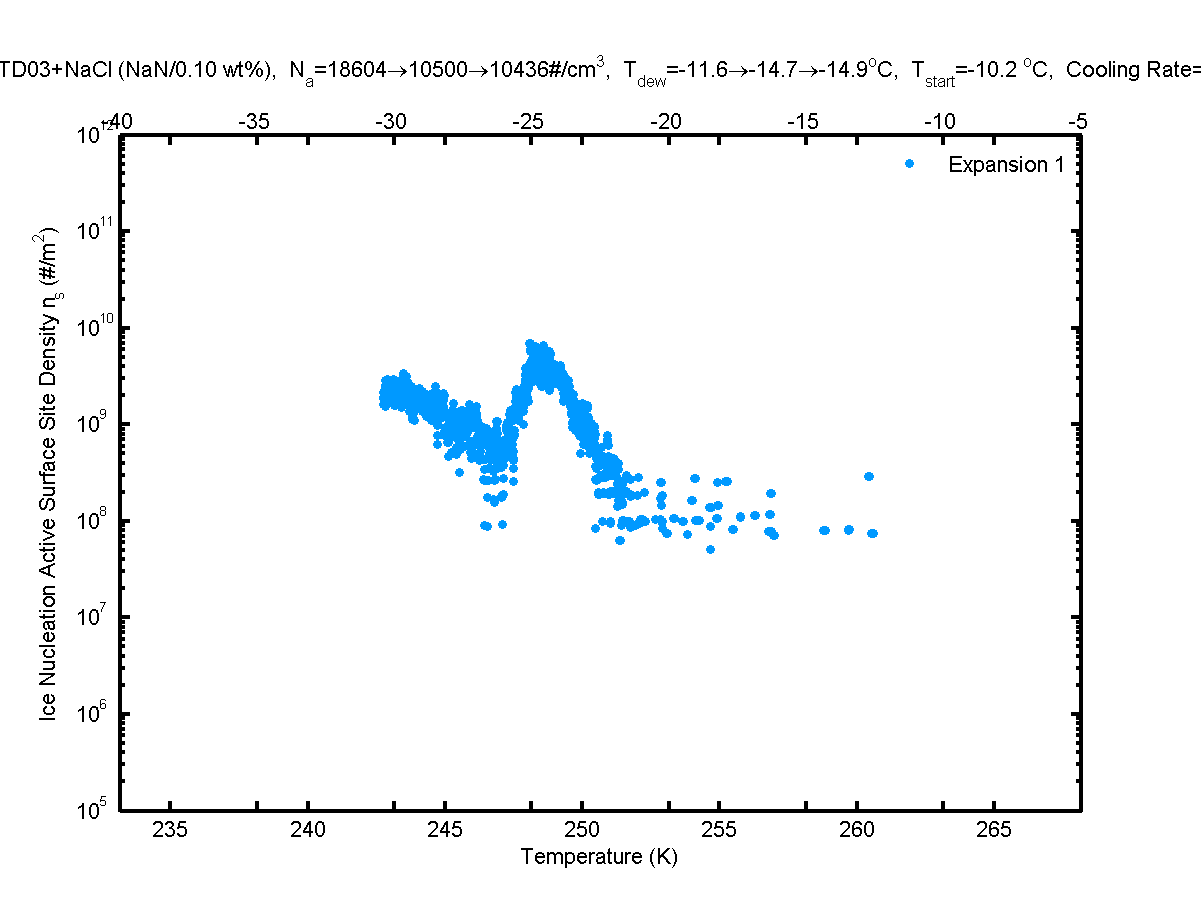 TD03+NaCl (NaN/0.10 wt%), Na=18604→10500→10436#/cm3, Tdew=-11.6→-14.7→-14.9oC, Tstart=-10.2 oC, Cooling Rate=
-40 -35 -30 -25 -20 -15 -10 -5
1012
Expansion 1
1011
1010
109
108
107
106
105
Ice Nucleation Active Surface Site Density ns (#/m2)
235 240 245 250 255 260 265
Temperature (K)